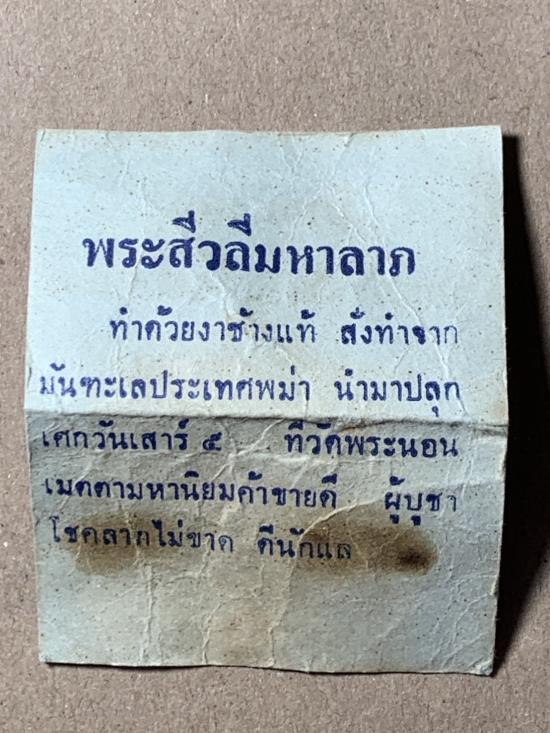 พระสีวลีมหาลาภ
ทำด้วยงาช้างแท้ สั่งทำจาก
มันฑะเลประเทศพม่า นำมาปลุก
เศกวันเสาร์ ๕ ที่วัดพระนอน
เมตตามหานิยมค้าขายดี ผู้บูชา
โชคลาภไม่ขาด ดีนักแล